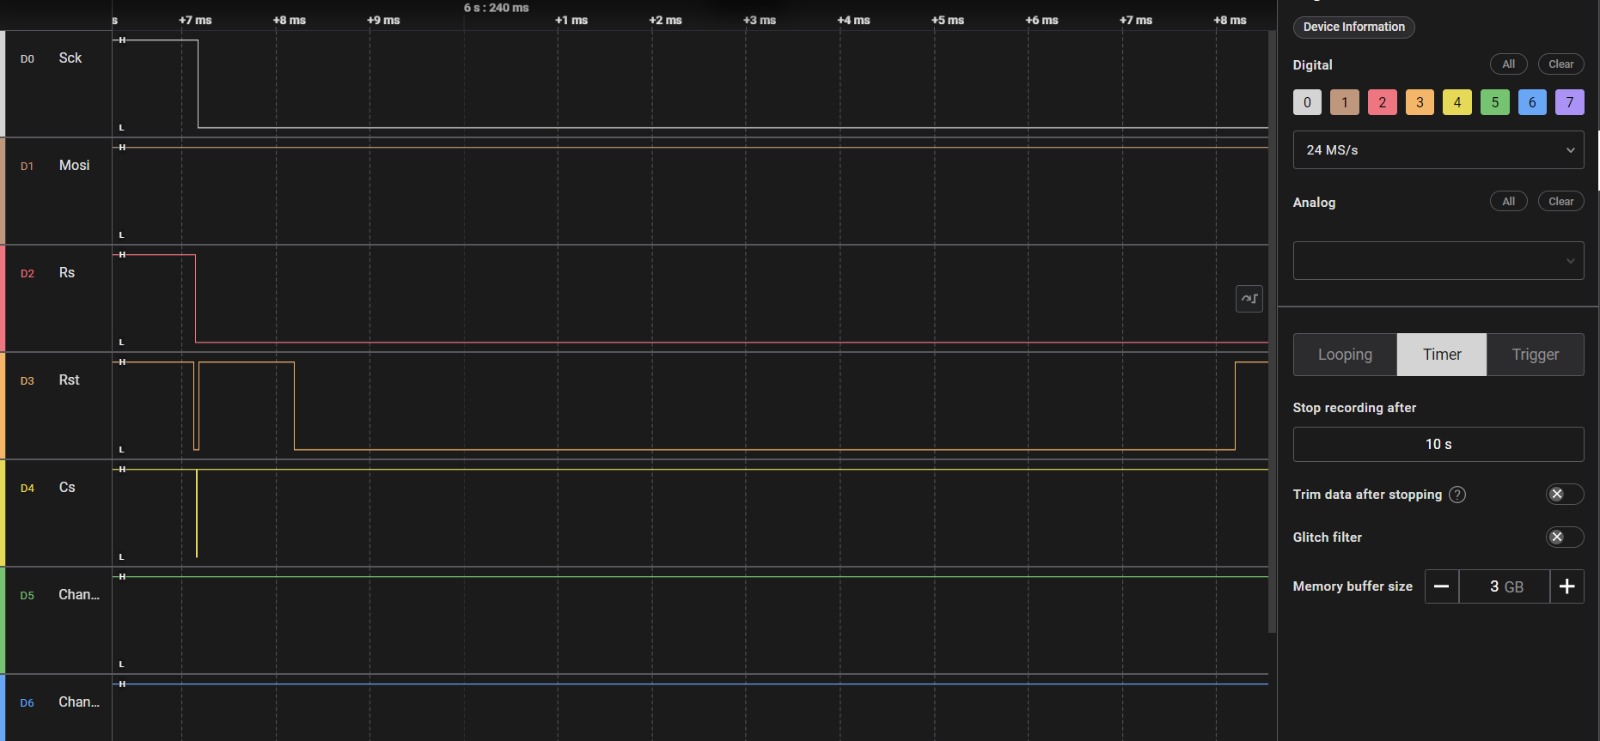 6 s : 240 ms
s +7 ms +8 ms +9 ms +1 ms +2 ms +3 ms +4 ms +5 ms +6 ms +7 ms +8 ms
D0 Sck
H
L
D1 Mosi
H
L
D2 Rs
H
L
D3 Rst
H
L
D4 Cs
H
L
D5 Chan...
H
L
D6 Chan...
H
Device Information
Digital All Clear
0 1 2 3 4 5 6 7
24 MS/s
Analog All Clear
Looping Timer Trigger
Stop recording after
10 s
Trim data after stopping ?
Glitch filter
Memory buffer size − 3 GB +